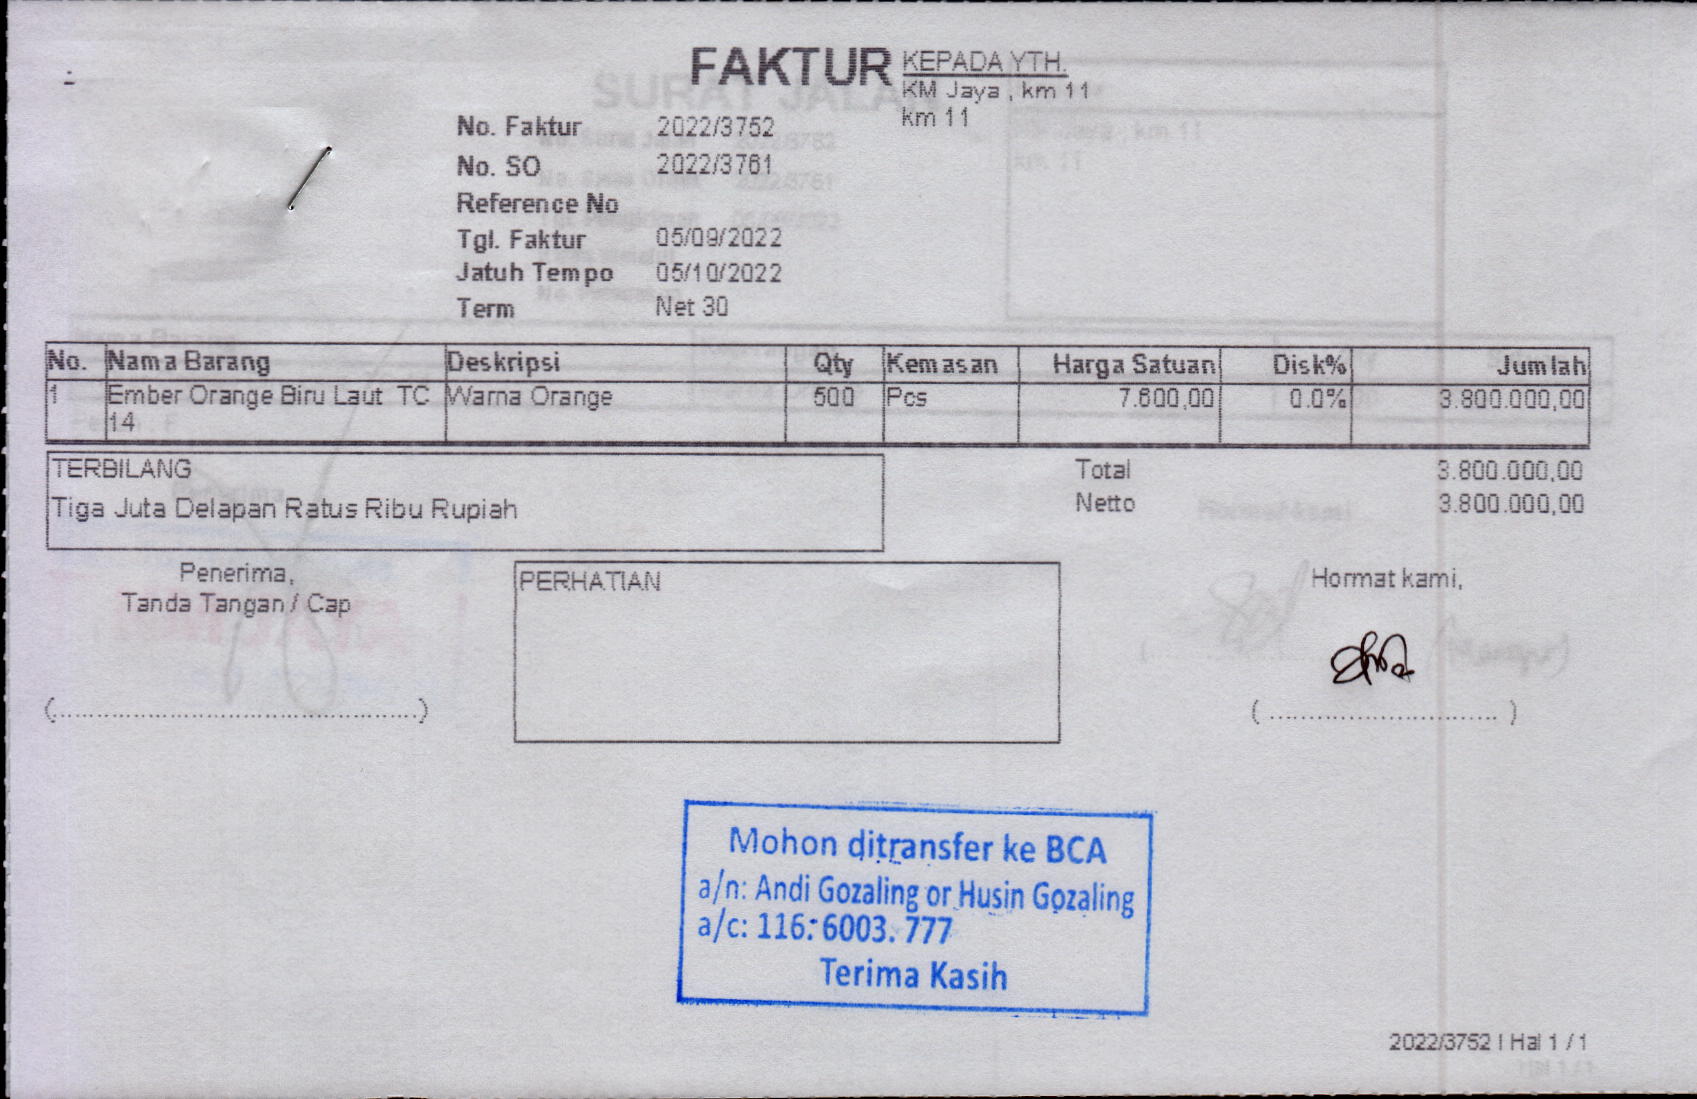 FAKTUR
KEPADA YTH.
KM Jaya , km 11
km 11
No. Faktur 2022/3752
No. SO 2022/3761
Reference No
Tgl. Faktur 05/09/2022
Jatuh Tempo 05/10/2022
Term Net 30
No. Nama Barang Deskripsi Qty Kemasan Harga Satuan Disk% Jumlah
1 Ember Orange Biru Laut TC Warna Orange 500 Pcs 7.600,00 0.0% 3.800.000,00
14
TERBILANG
Tiga Juta Delapan Ratus Ribu Rupiah
Total 3.800.000,00
Netto 3.800.000,00
Penerima,
Tanda Tangan / Cap
(..................................................)
PERHATIAN
Hormat kami,
( .............................. )
Mohon ditransfer ke BCA
a/n: Andi Gozaling or Husin Gozaling
a/c: 116. 6003. 777
Terima Kasih
2022/3752 | Hal 1 / 1